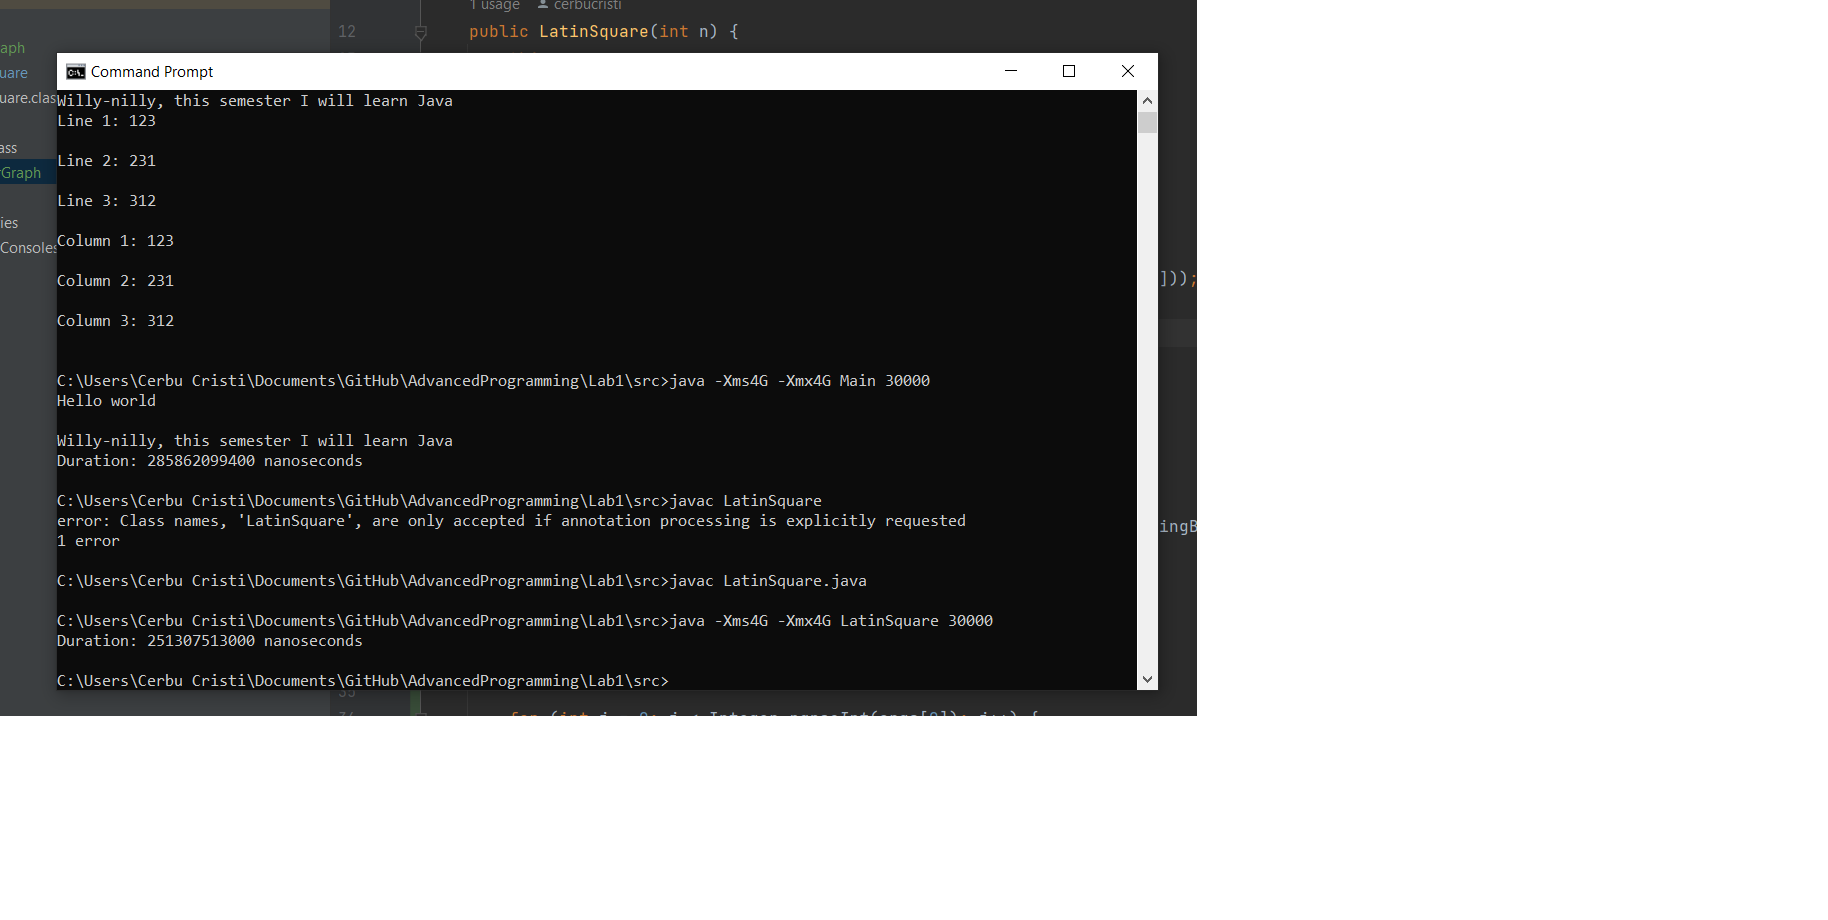 1 usage cerbucristi
12 public LatinSquare(int n) {
aph
uare
uare.clas
ass
Graph
ies
Consoles
Command Prompt
Willy-nilly, this semester I will learn Java
Line 1: 123
Line 2: 231
Line 3: 312
Column 1: 123
Column 2: 231
Column 3: 312
C:\Users\Cerbu Cristi\Documents\GitHub\AdvancedProgramming\Lab1\src>java -Xms4G -Xmx4G Main 30000
Hello world
Willy-nilly, this semester I will learn Java
Duration: 285862099400 nanoseconds
C:\Users\Cerbu Cristi\Documents\GitHub\AdvancedProgramming\Lab1\src>javac LatinSquare
error: Class names, 'LatinSquare', are only accepted if annotation processing is explicitly requested
1 error
C:\Users\Cerbu Cristi\Documents\GitHub\AdvancedProgramming\Lab1\src>javac LatinSquare.java
C:\Users\Cerbu Cristi\Documents\GitHub\AdvancedProgramming\Lab1\src>java -Xms4G -Xmx4G LatinSquare 30000
Duration: 251307513000 nanoseconds
C:\Users\Cerbu Cristi\Documents\GitHub\AdvancedProgramming\Lab1\src>
]));
ingB